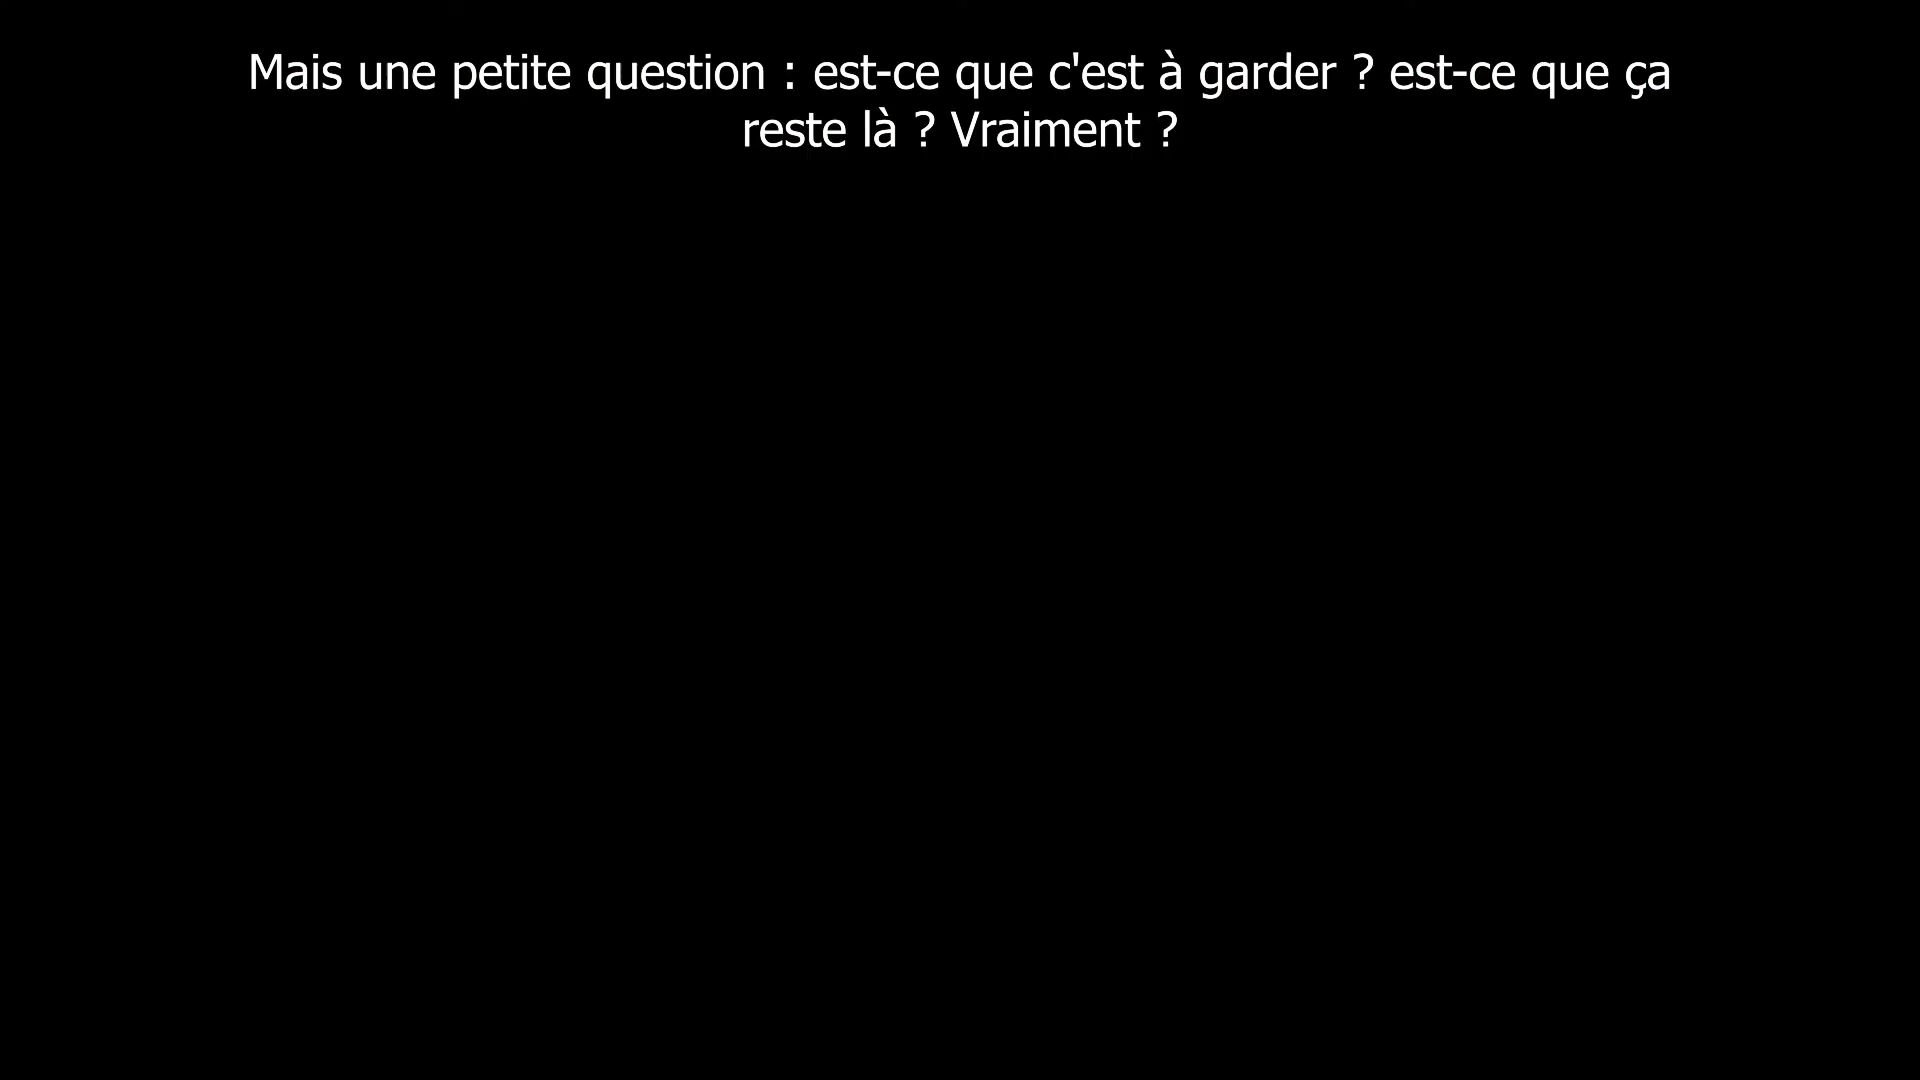 Mais une petite question : est-ce que c'est à garder ? est-ce que ça
reste là ? Vraiment ?